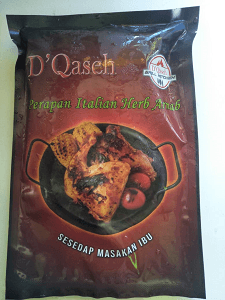 D'Qaseh
Perapan Italian Herb Arab
SESEDAP MASAKAN IBU